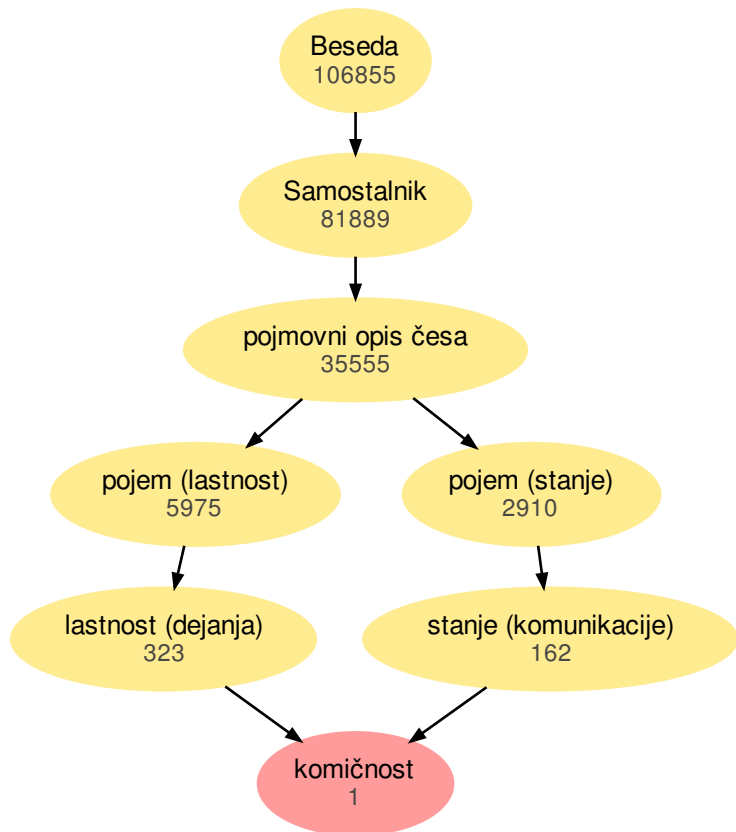 Beseda
106855
Samostalnik
81889
pojmovni opis česa
35555
pojem (lastnost)
5975
pojem (stanje)
2910
lastnost (dejanja)
323
stanje (komunikacije)
162
komičnost
1